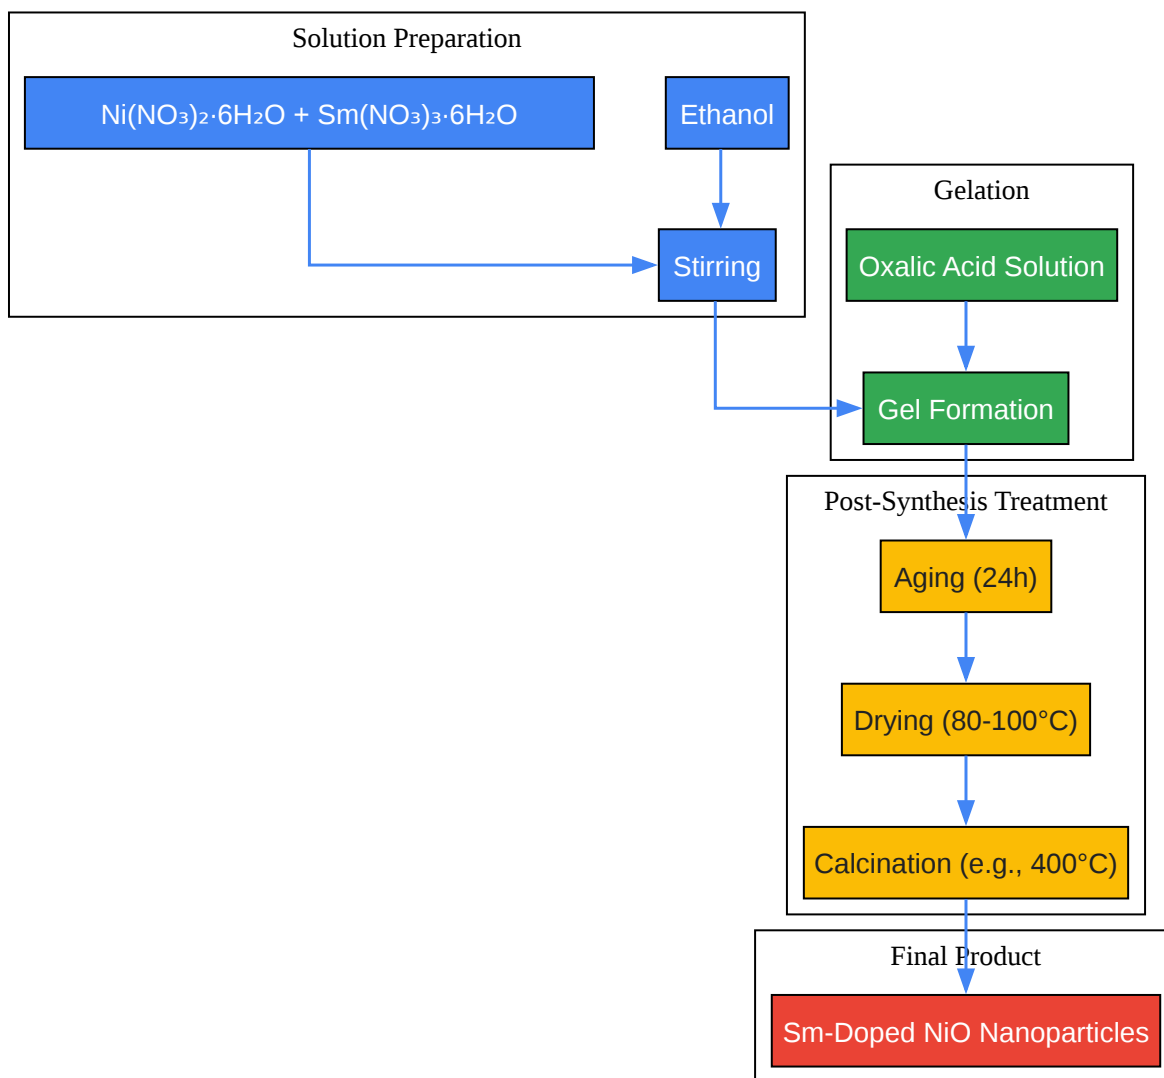 Solution Preparation
Ni(NO₃)₂·6H₂O + Sm(NO₃)₃·6H₂O
Ethanol
Stirring
Gelation
Oxalic Acid Solution
Gel Formation
Post-Synthesis Treatment
Aging (24h)
Drying (80-100°C)
Calcination (e.g., 400°C)
Final Product
Sm-Doped NiO Nanoparticles